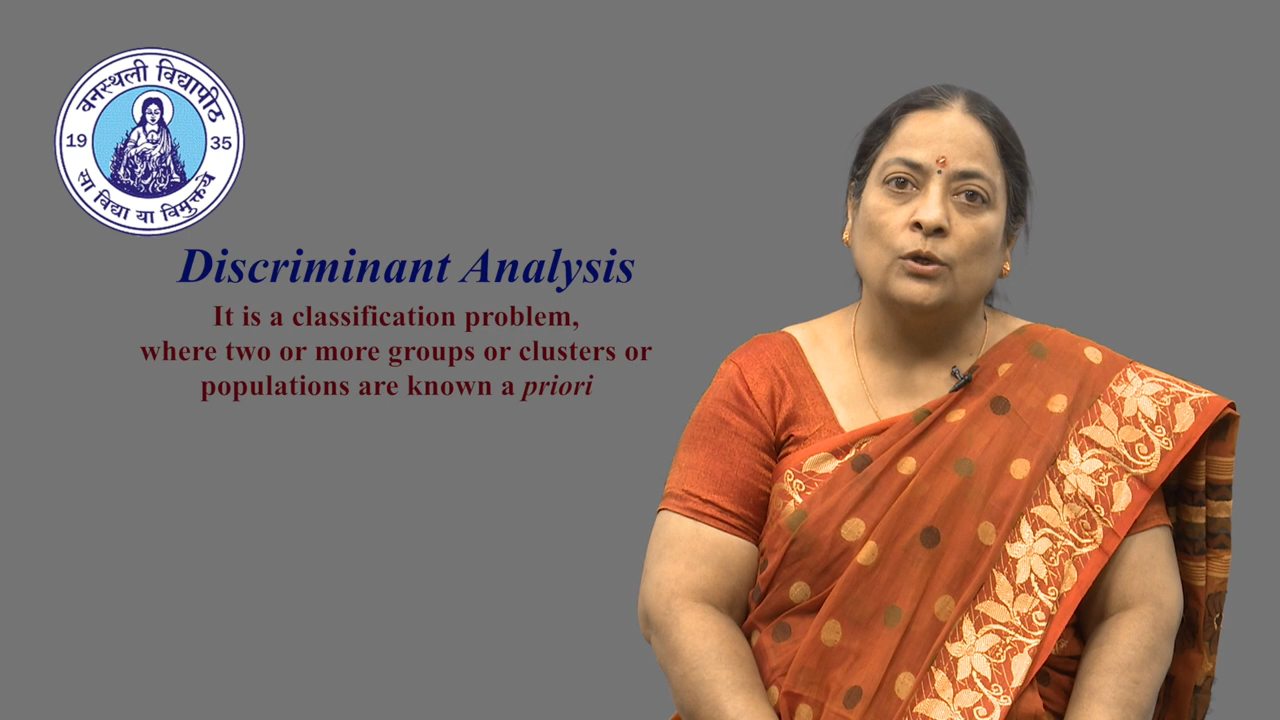 वनस्थली विद्यापीठ
19 35
सा विद्या या विमुक्तये
Discriminant Analysis
It is a classification problem,
where two or more groups or clusters or
populations are known a priori